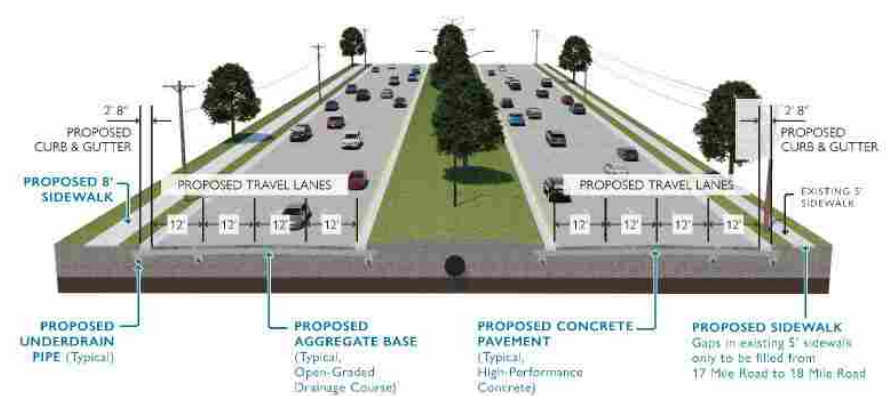 2' 8"
PROPOSED
CURB & GUTTER
2' 8"
PROPOSED
CURB & GUTTER
PROPOSED 8'
SIDEWALK
PROPOSED TRAVEL LANES
PROPOSED TRAVEL LANES
EXISTING 5'
SIDEWALK
12' 12' 12' 12'
12' 12' 12' 12'
PROPOSED
UNDERDRAIN
PIPE (Typical)
PROPOSED
AGGREGATE BASE
(Typical,
Open-Graded
Drainage Course)
PROPOSED CONCRETE
PAVEMENT
(Typical,
High-Performance
Concrete)
PROPOSED SIDEWALK
Gaps in existing 5' sidewalk
only to be filled from
17 Mile Road to 18 Mile Road